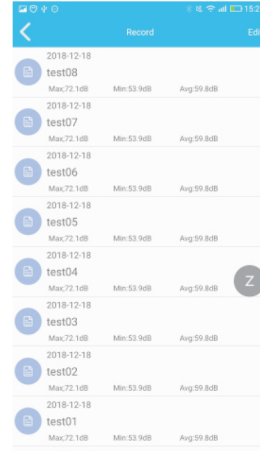 15:2
Record
Edi
2018-12-18
test08
Max;72.1dB Min:53.9dB Avg:59.8dB
2018-12-18
test07
Max;72.1dB Min:53.9dB Avg:59.8dB
2018-12-18
test06
Max;72.1dB Min:53.9dB Avg:59.8dB
2018-12-18
test05
Max;72.1dB Min:53.9dB Avg:59.8dB
2018-12-18
test04
Max;72.1dB Min:53.9dB Avg:59.8dB
Z
2018-12-18
test03
Max;72.1dB Min:53.9dB Avg:59.8dB
2018-12-18
test02
Max;72.1dB Min:53.9dB Avg:59.8dB
2018-12-18
test01
Max;72.1dB Min:53.9dB Avg:59.8dB